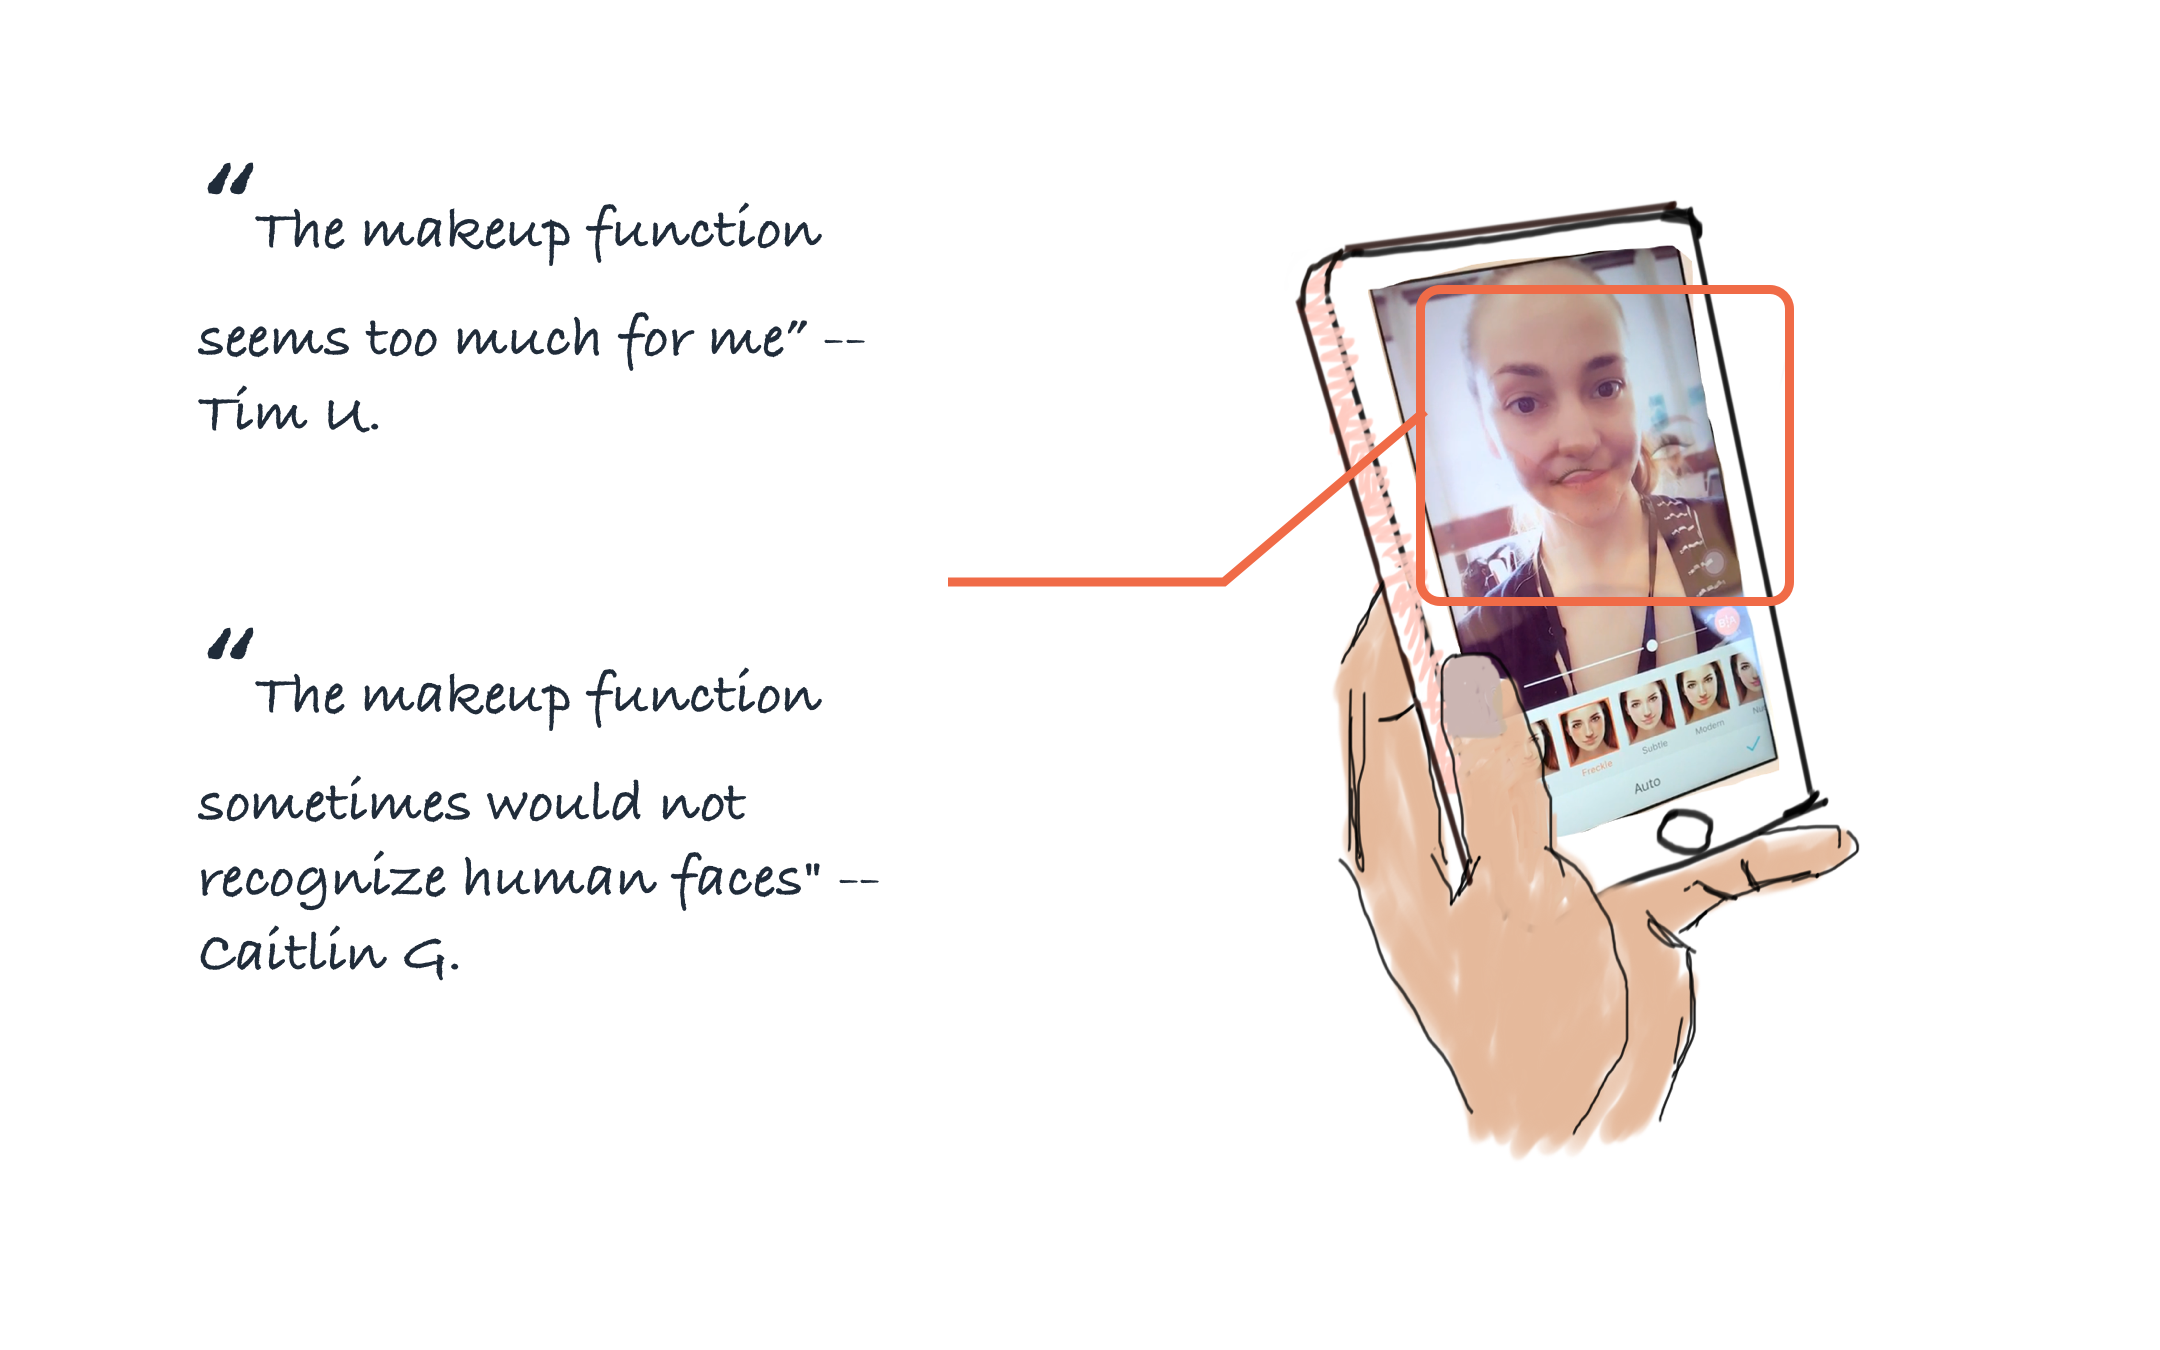 “The makeup function
seems too much for me” --
Tim U.
“The makeup function
sometimes would not
recognize human faces" --
Caitlin G.
B|A
Freckle
Subtle
Modern
Auto